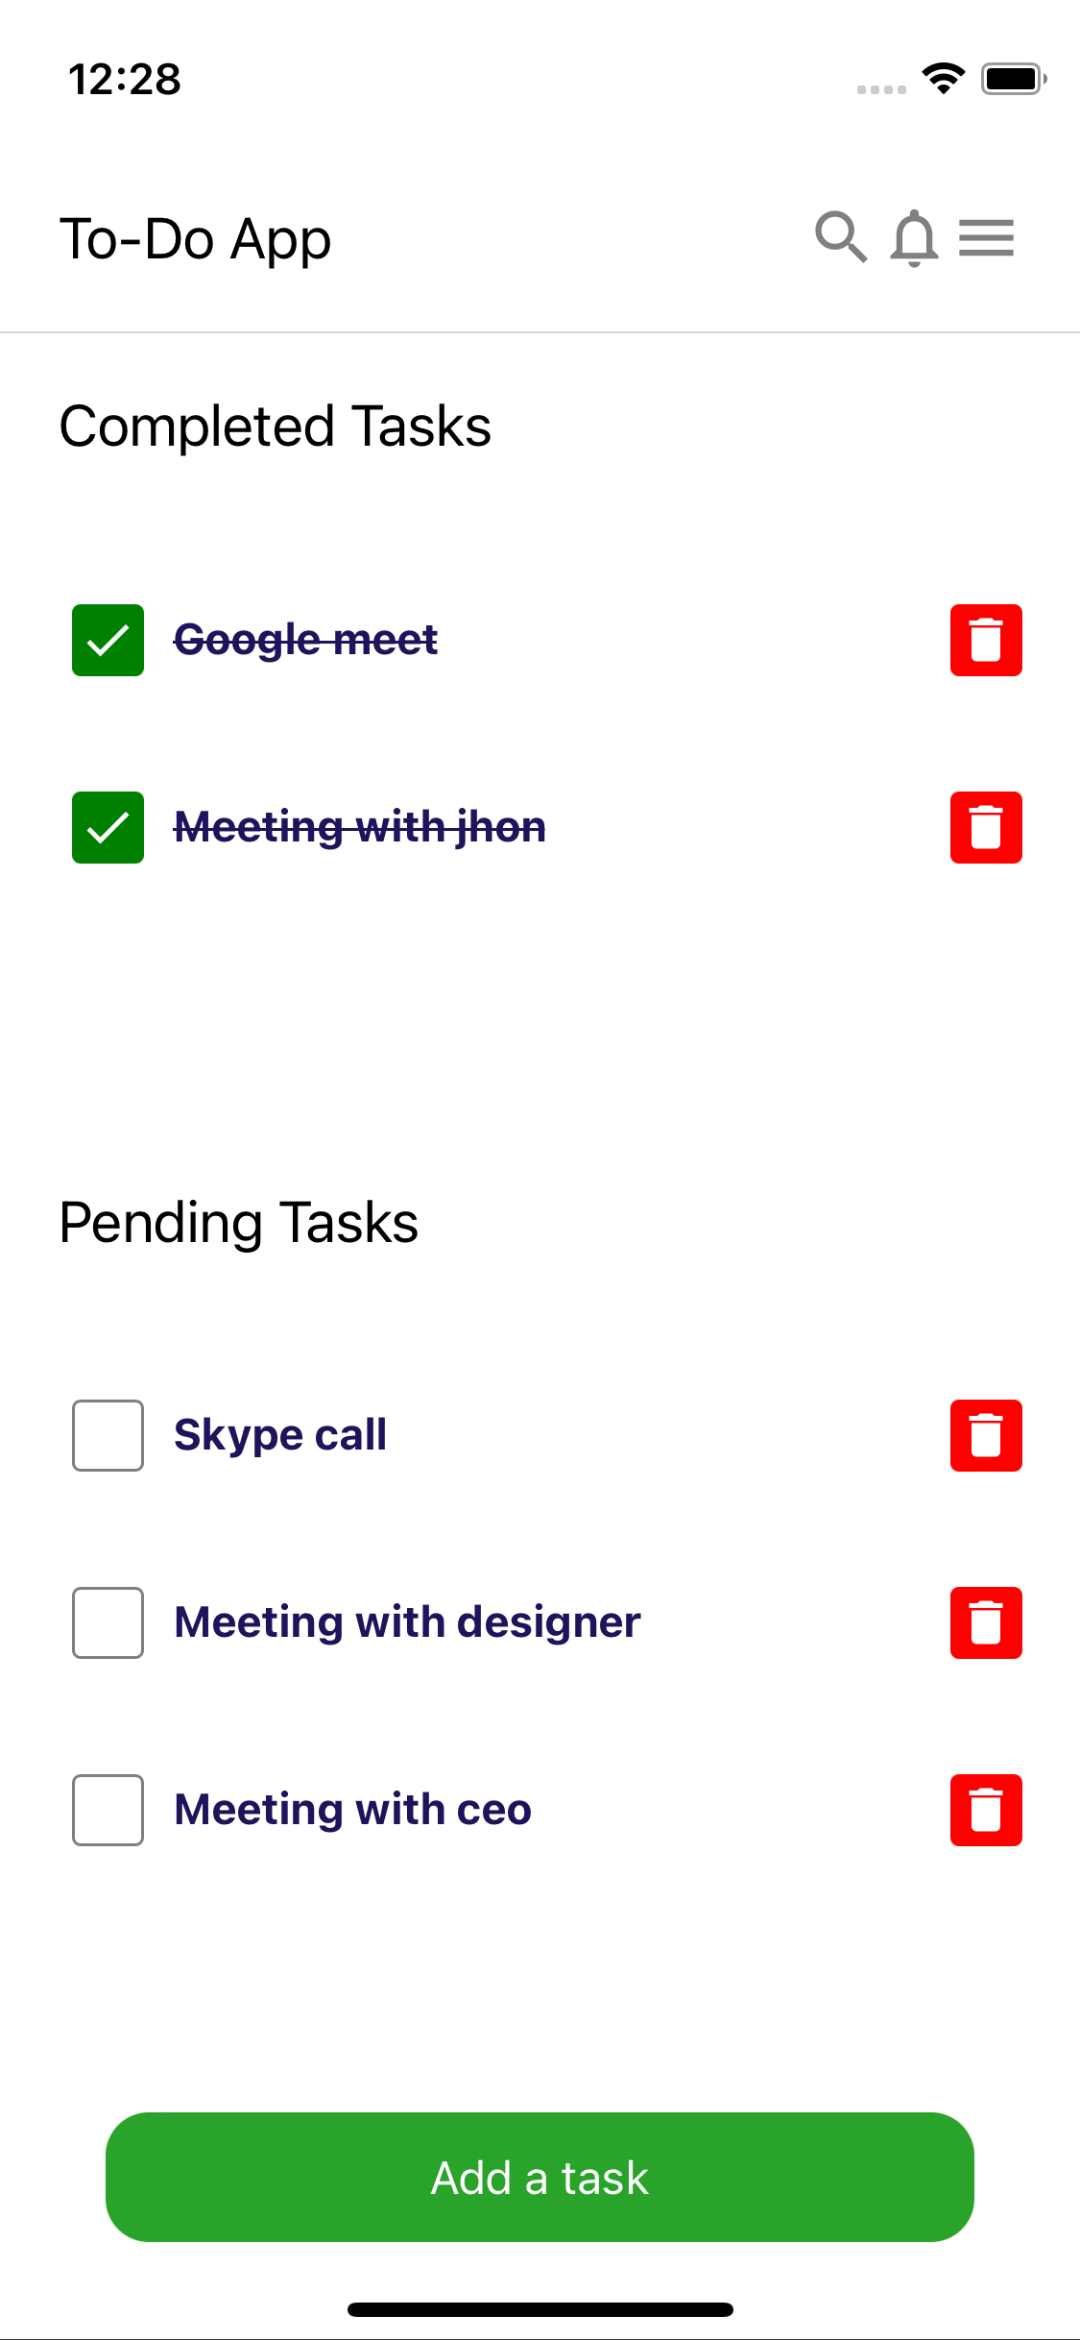 12:28
To-Do App
Completed Tasks
Google meet
Meeting with jhon
Pending Tasks
Skype call
Meeting with designer
Meeting with ceo
Add a task